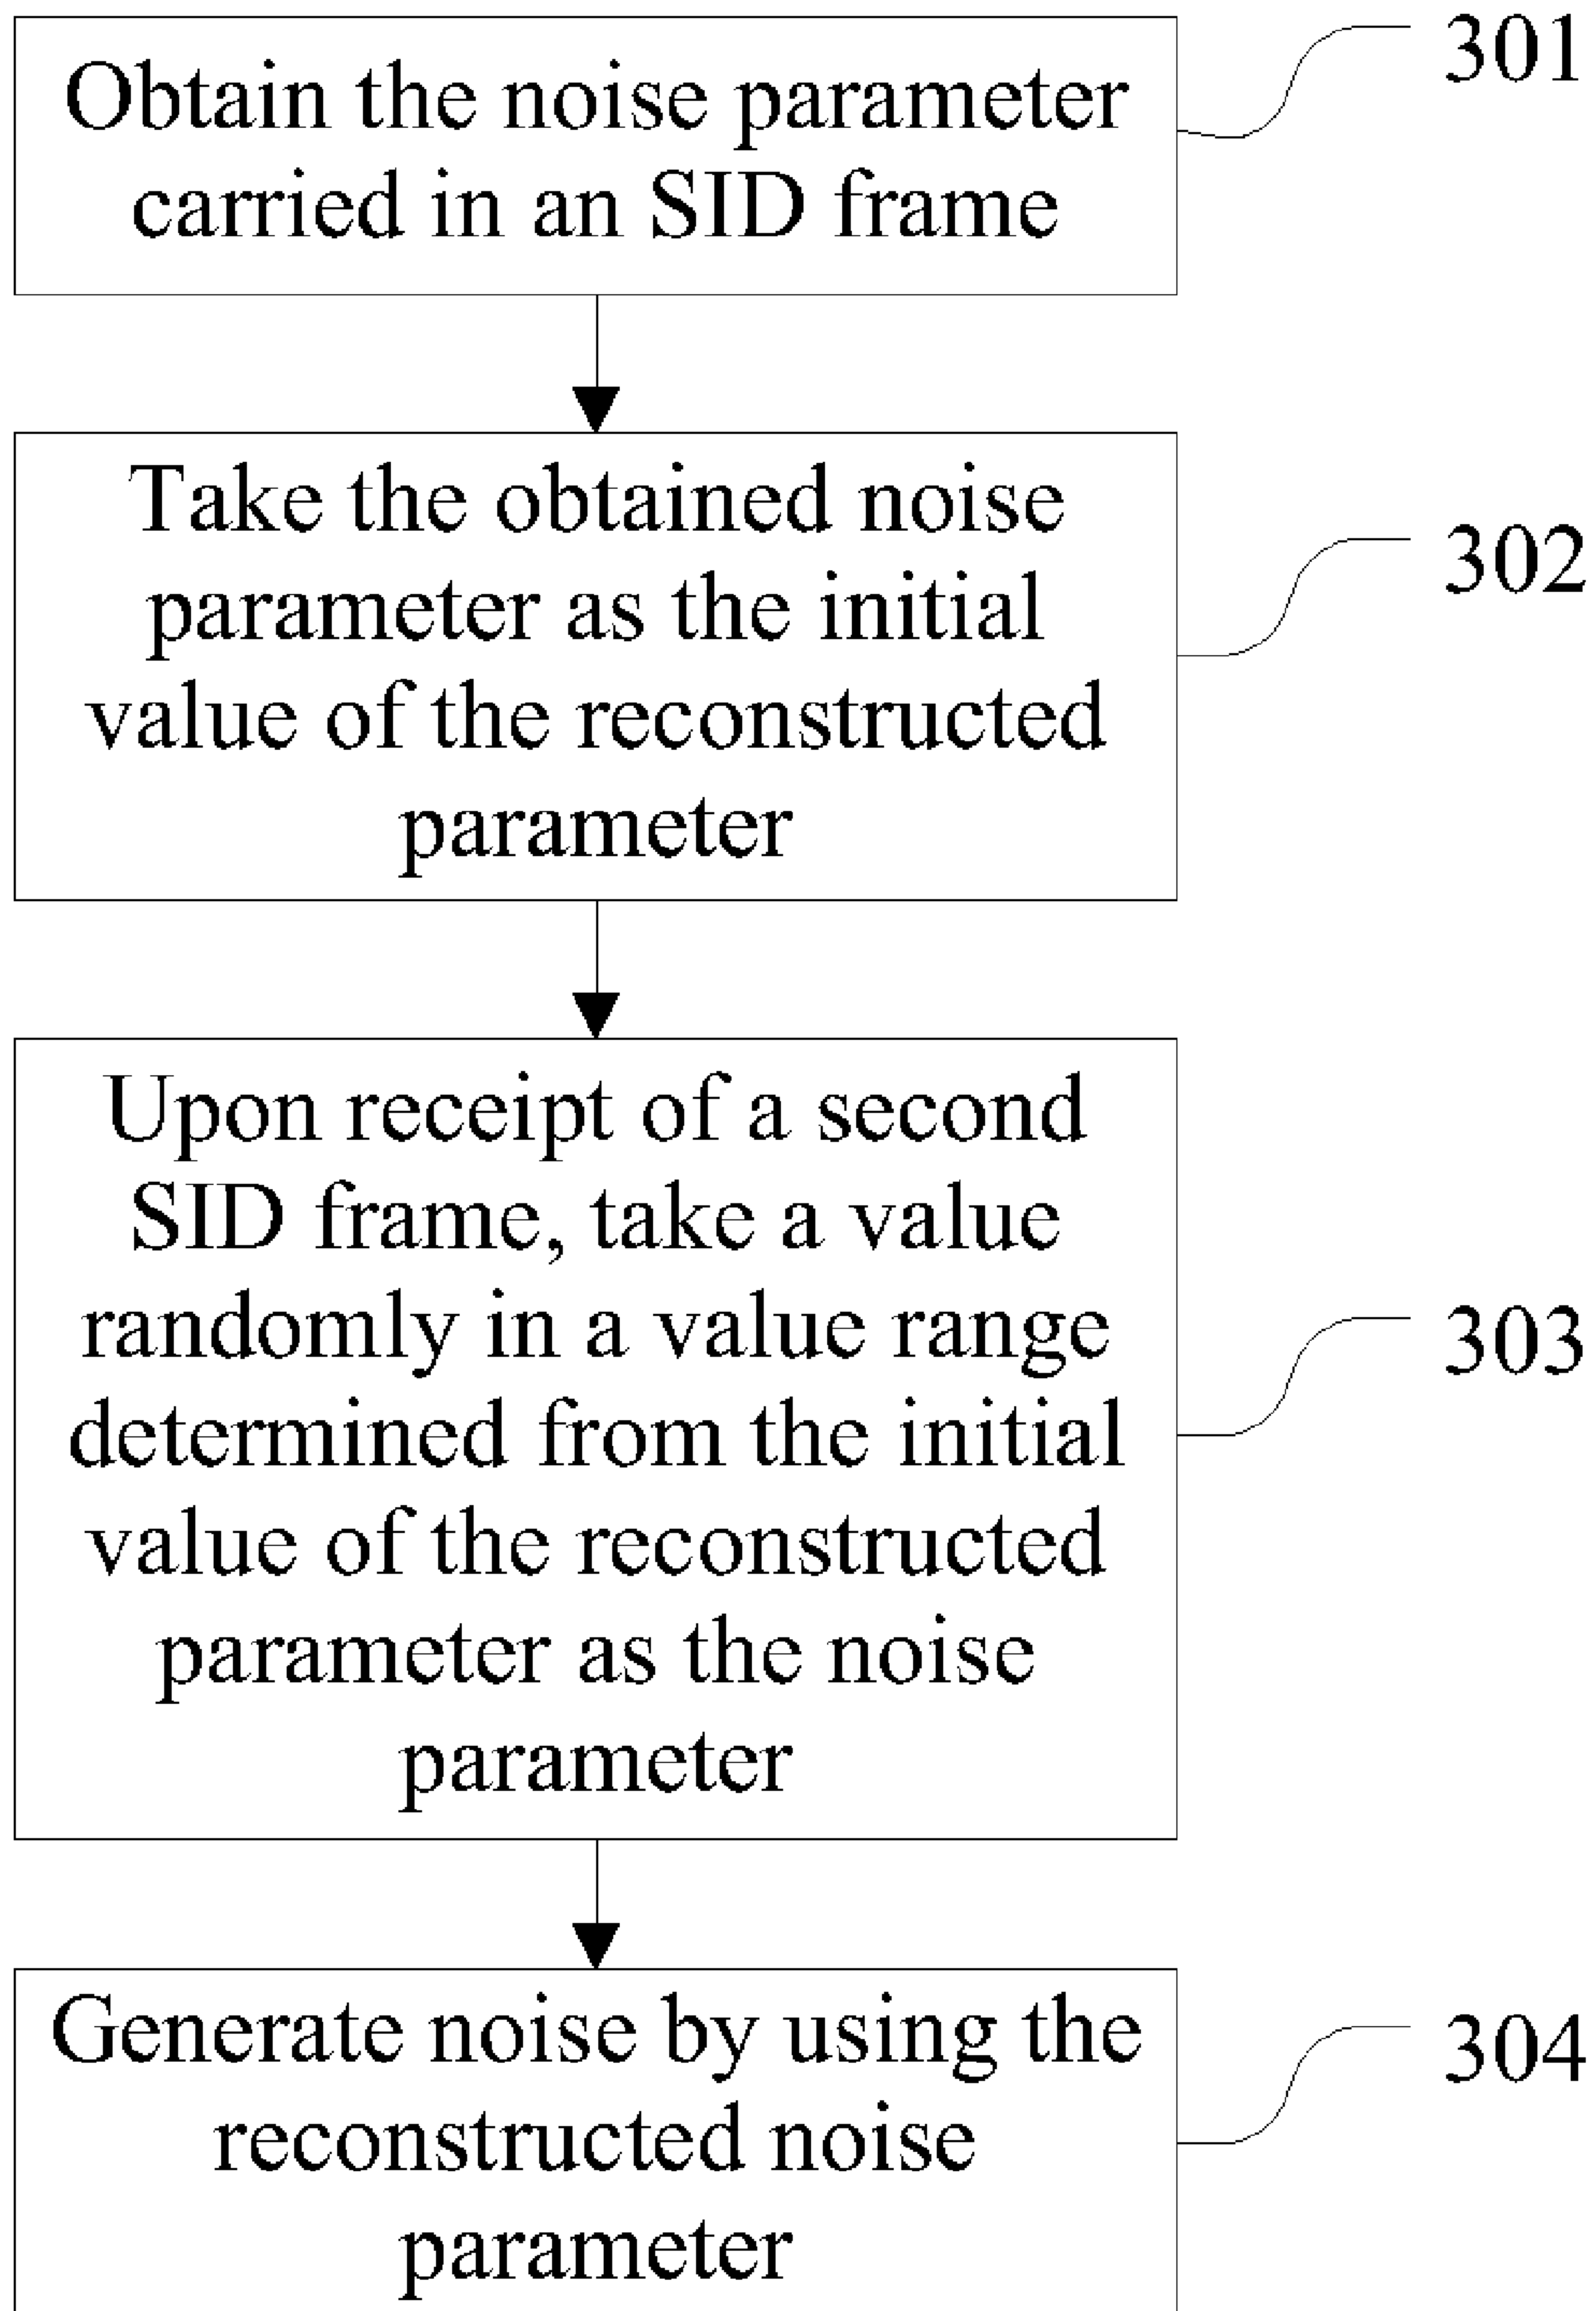 Obtain the noise parameter
carried in an SID frame
301
Take the obtained noise
parameter as the initial
value of the reconstructed
parameter
302
Upon receipt of a second
SID frame, take a value
randomly in a value range
determined from the initial
value of the reconstructed
parameter as the noise
parameter
303
Generate noise by using the
reconstructed noise
parameter
304